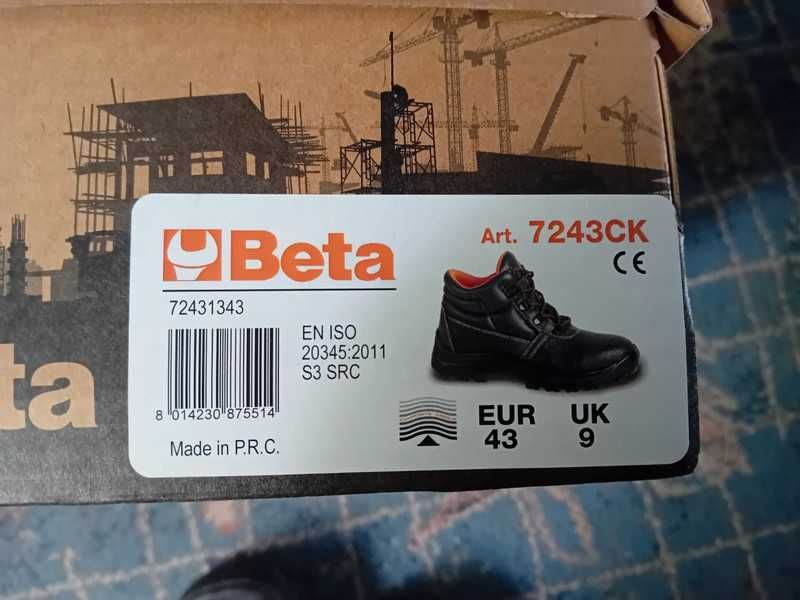 Beta
Art. 7243CK
CE
72431343
EN ISO
20345:2011
S3 SRC
8 014230 875514
EUR UK
43 9
Made in P.R.C.
ta